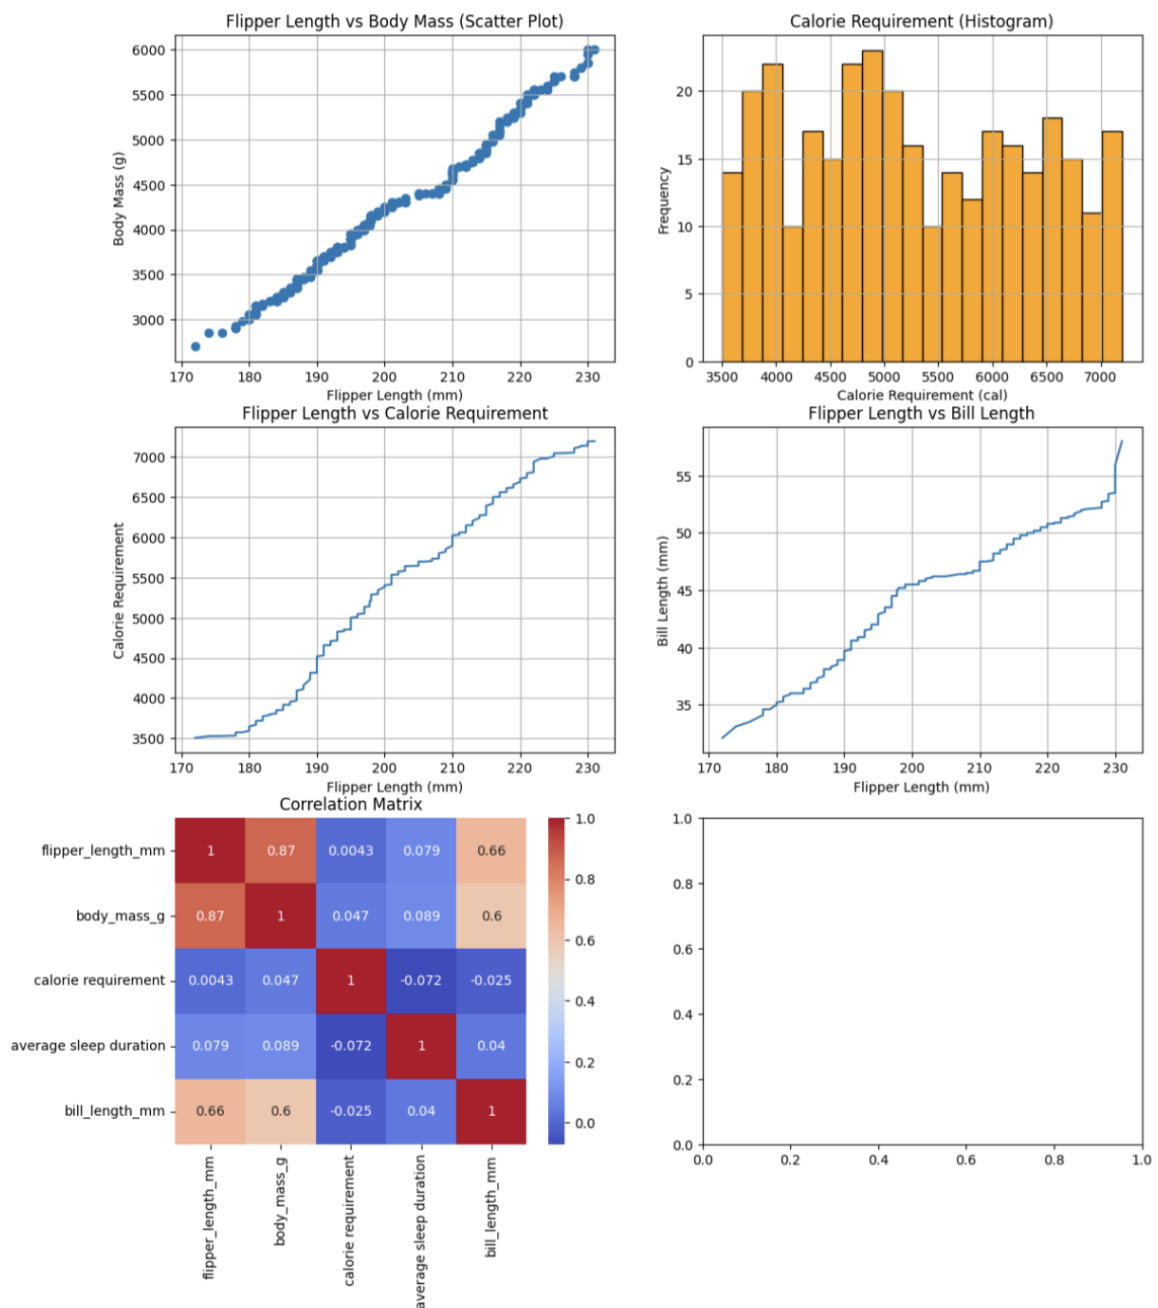 Flipper Length vs Body Mass (Scatter Plot)
Body Mass (g)
6000
5500
5000
4500
4000
3500
3000
170 180 190 200 210 220 230
Flipper Length (mm)
Calorie Requirement (Histogram)
Frequency
20
15
10
5
0
3500 4000 4500 5000 5500 6000 6500 7000
Calorie Requirement (cal)
Flipper Length vs Calorie Requirement
Calorie Requirement
7000
6500
6000
5500
5000
4500
4000
3500
170 180 190 200 210 220 230
Flipper Length (mm)
Flipper Length vs Bill Length
Bill Length (mm)
55
50
45
40
35
170 180 190 200 210 220 230
Flipper Length (mm)
Correlation Matrix
flipper_length_mm 1 0.87 0.0043 0.079 0.66
body_mass_g 0.87 1 0.047 0.089 0.6
calorie requirement 0.0043 0.047 1 -0.072 -0.025
average sleep duration 0.079 0.089 -0.072 1 0.04
bill_length_mm 0.66 0.6 -0.025 0.04 1
flipper_length_mm
body_mass_g
calorie requirement
average sleep duration
bill_length_mm
1.0
0.8
0.6
0.4
0.2
0.0
1.0
0.8
0.6
0.4
0.2
0.0
0.0 0.2 0.4 0.6 0.8 1.0